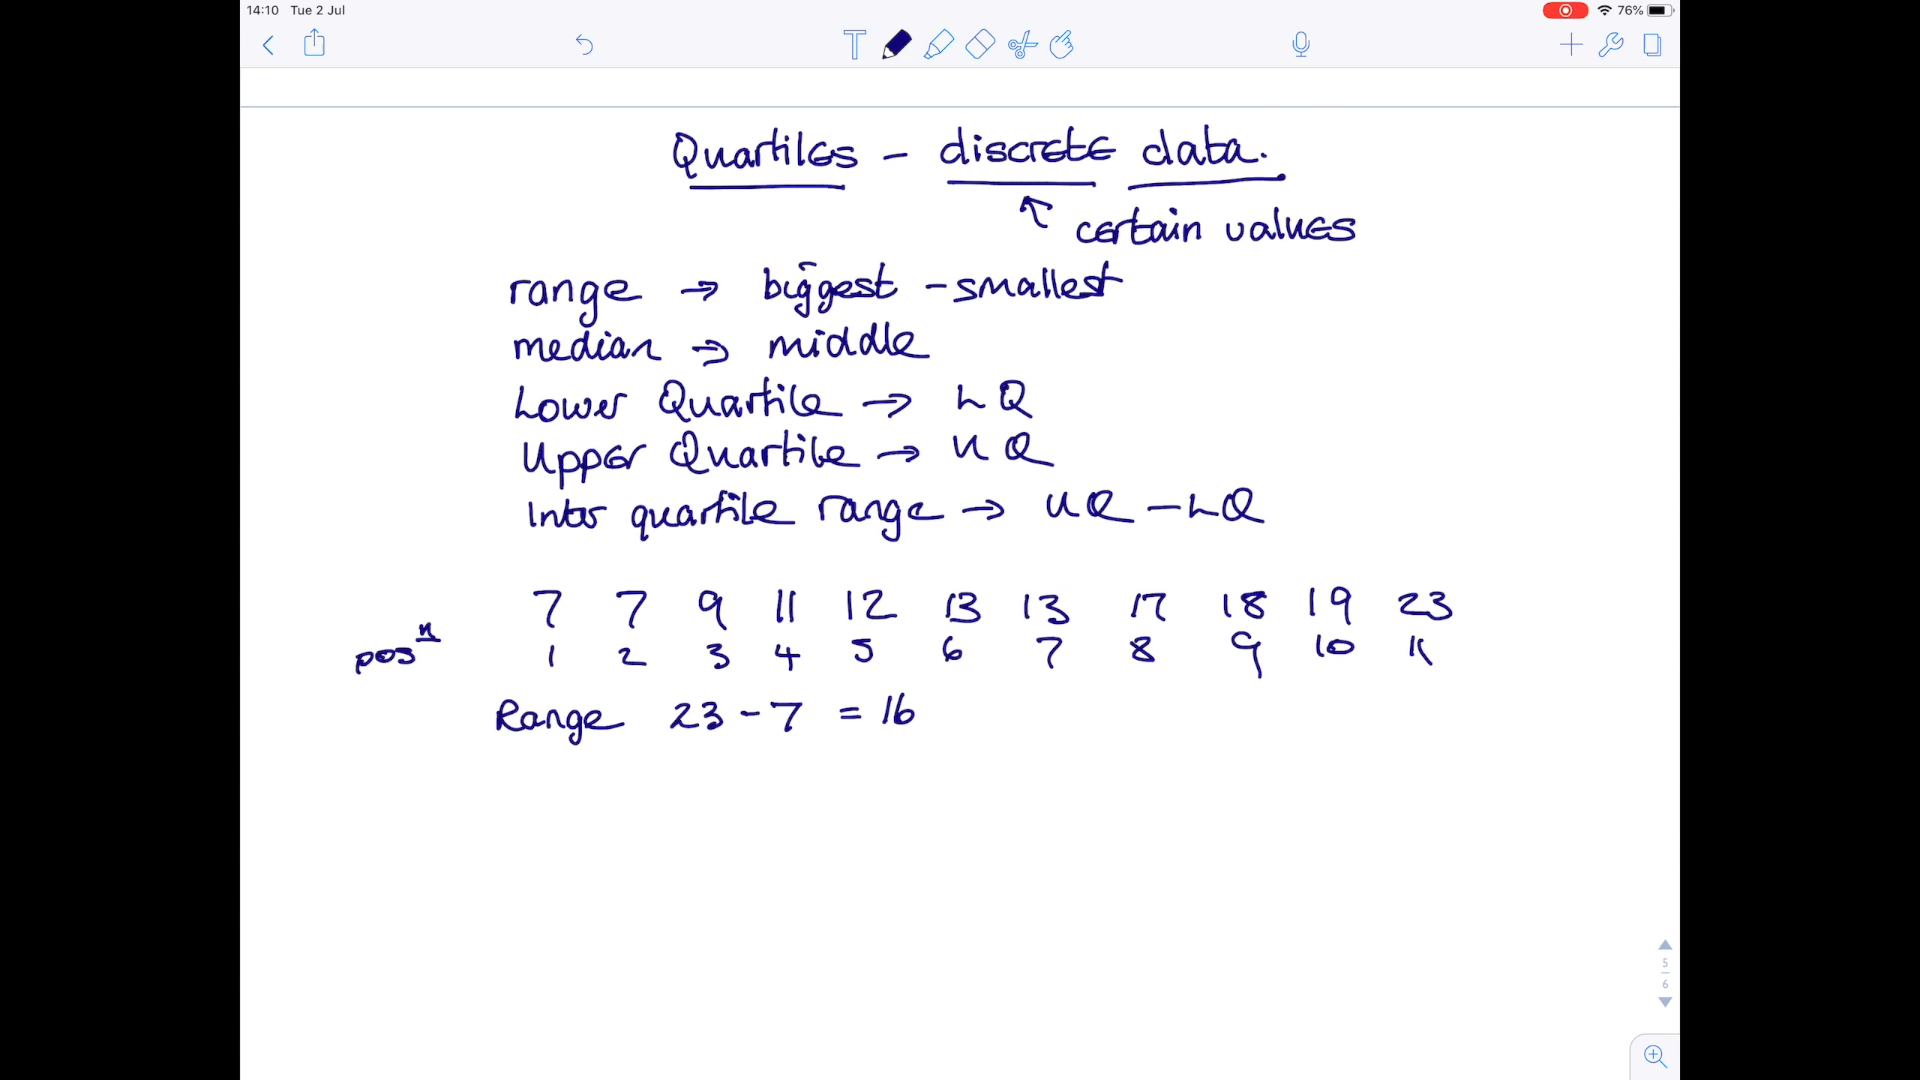 14:10 Tue 2 Jul
76%
T
Quartiles - discrete data.
certain values
range → biggest - smallest
median → middle
Lower Quartile → LQ
Upper Quartile → UQ
Inter quartile range → UQ - LQ
7 7 9 11 12 13 13 17 18 19 23
posⁿ 1 2 3 4 5 6 7 8 9 10 11
Range 23 - 7 = 16
5
6